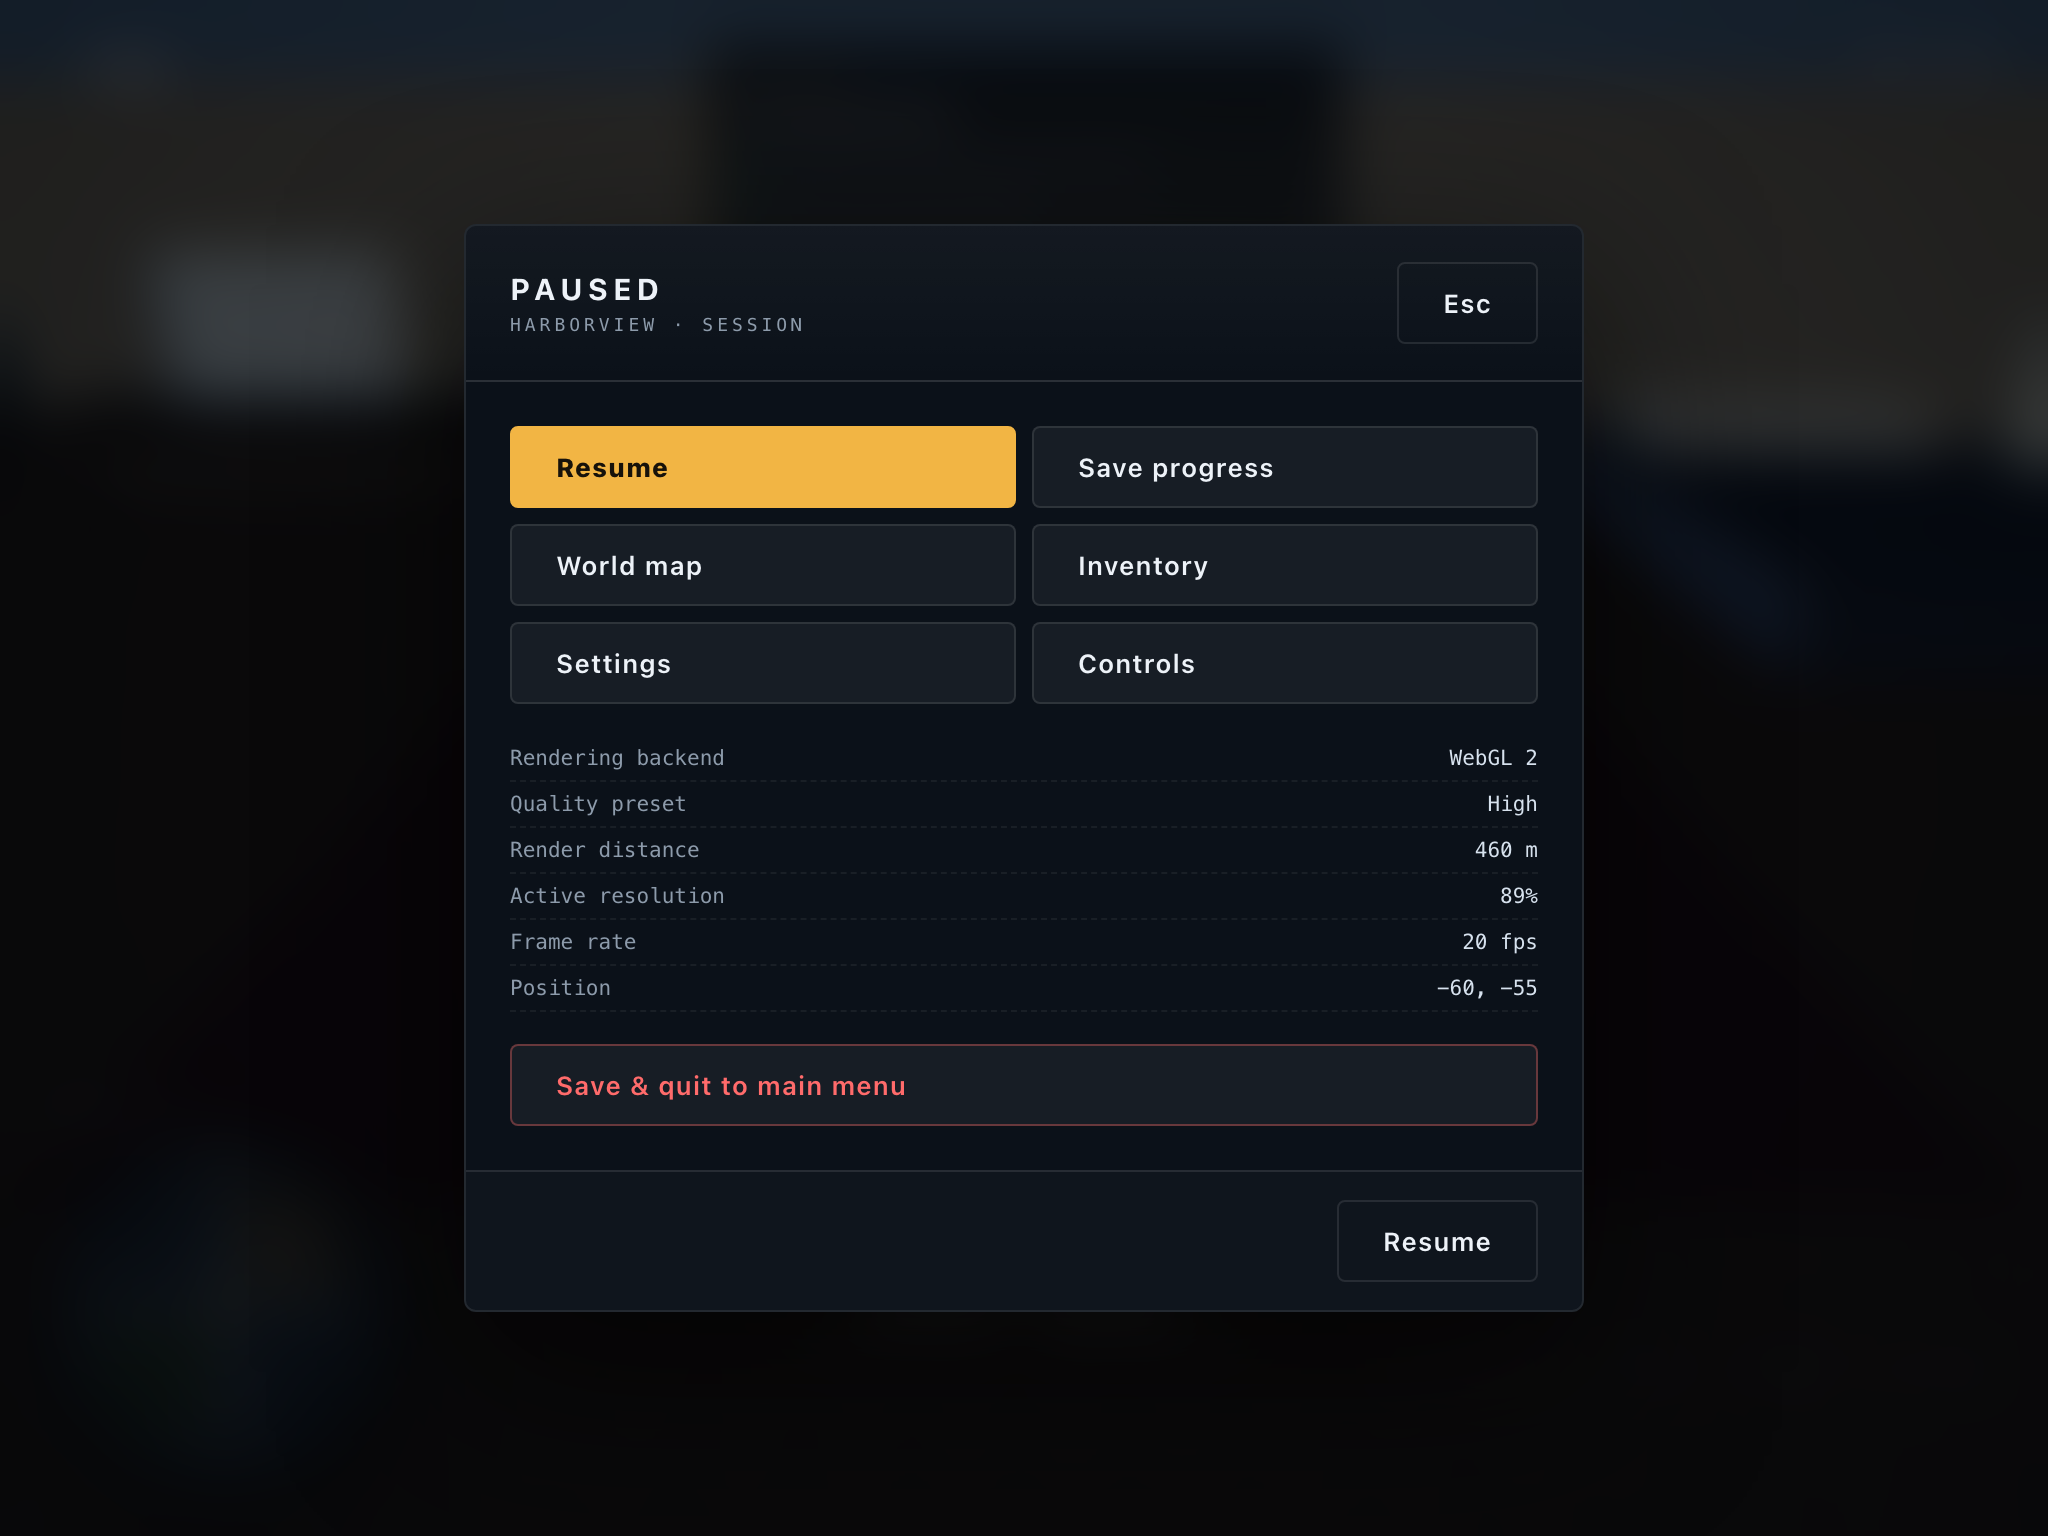 PAUSED
HARBORVIEW · SESSION
Esc
Resume
Save progress
World map
Inventory
Settings
Controls
Rendering backend WebGL 2
Quality preset High
Render distance 460 m
Active resolution 89%
Frame rate 20 fps
Position −60, −55
Save & quit to main menu
Resume